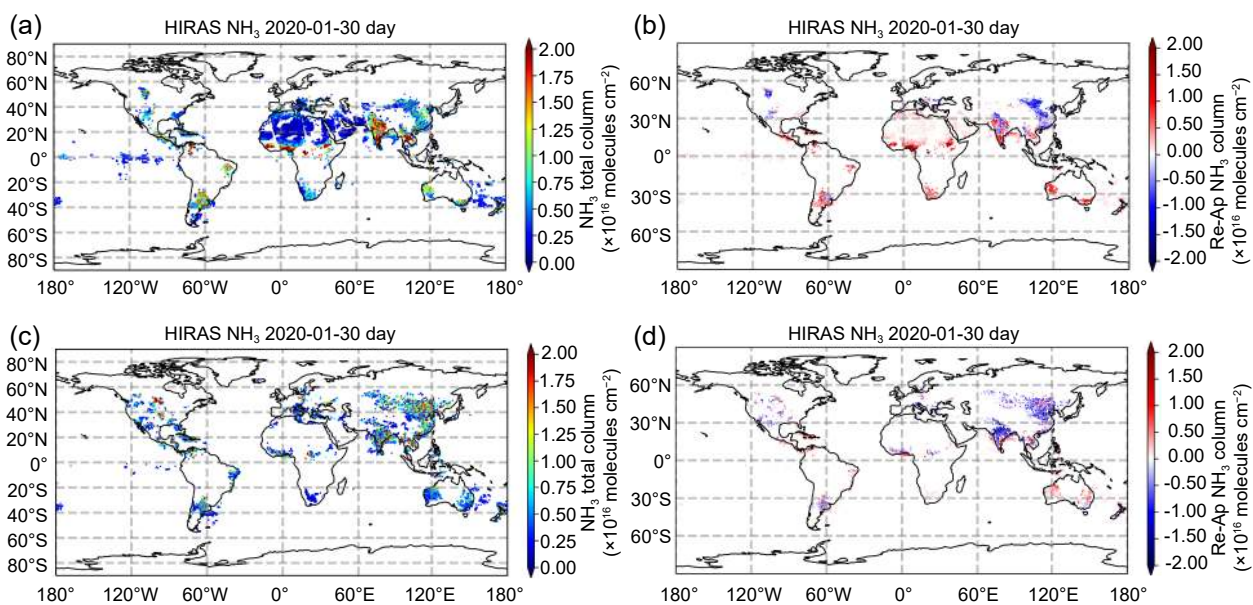 (a)
HIRAS NH₃ 2020-01-30 day
80°N
60°N
40°N
20°N
0°
20°S
40°S
60°S
80°S
180° 120°W 60°W 0° 60°E 120°E 180°
2.00
1.75
1.50
1.25
1.00
0.75
0.50
0.25
0.00
NH₃ total column
(×10¹⁶ molecules cm⁻²)
(b)
HIRAS NH₃ 2020-01-30 day
60°N
30°N
0°
30°S
60°S
180° 120°W 60°W 0° 60°E 120°E 180°
2.00
1.50
1.00
0.50
0.00
-0.50
-1.00
-1.50
-2.00
Re-Ap NH₃ column
(×10¹⁶ molecules cm⁻²)
(c)
HIRAS NH₃ 2020-01-30 day
80°N
60°N
40°N
20°N
0°
20°S
40°S
60°S
80°S
180° 120°W 60°W 0° 60°E 120°E 180°
2.00
1.75
1.50
1.25
1.00
0.75
0.50
0.25
0.00
NH₃ total column
(×10¹⁶ molecules cm⁻²)
(d)
HIRAS NH₃ 2020-01-30 day
60°N
30°N
0°
30°S
60°S
180° 120°W 60°W 0° 60°E 120°E 180°
2.00
1.50
1.00
0.50
0.00
-0.50
-1.00
-1.50
-2.00
Re-Ap NH₃ column
(×10¹⁶ molecules cm⁻²)